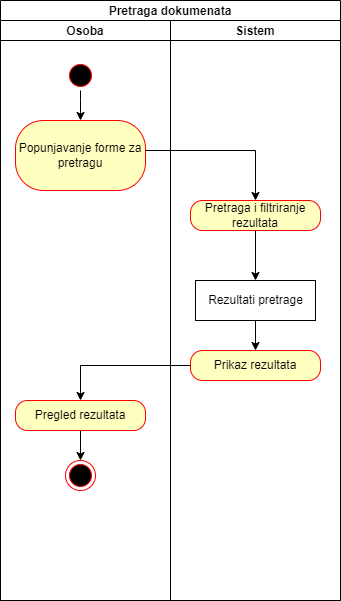 Pretraga dokumenata
Osoba
Sistem
Popunjavanje forme za
pretragu
Pretraga i filtriranje
rezultata
Rezultati pretrage
Prikaz rezultata
Pregled rezultata